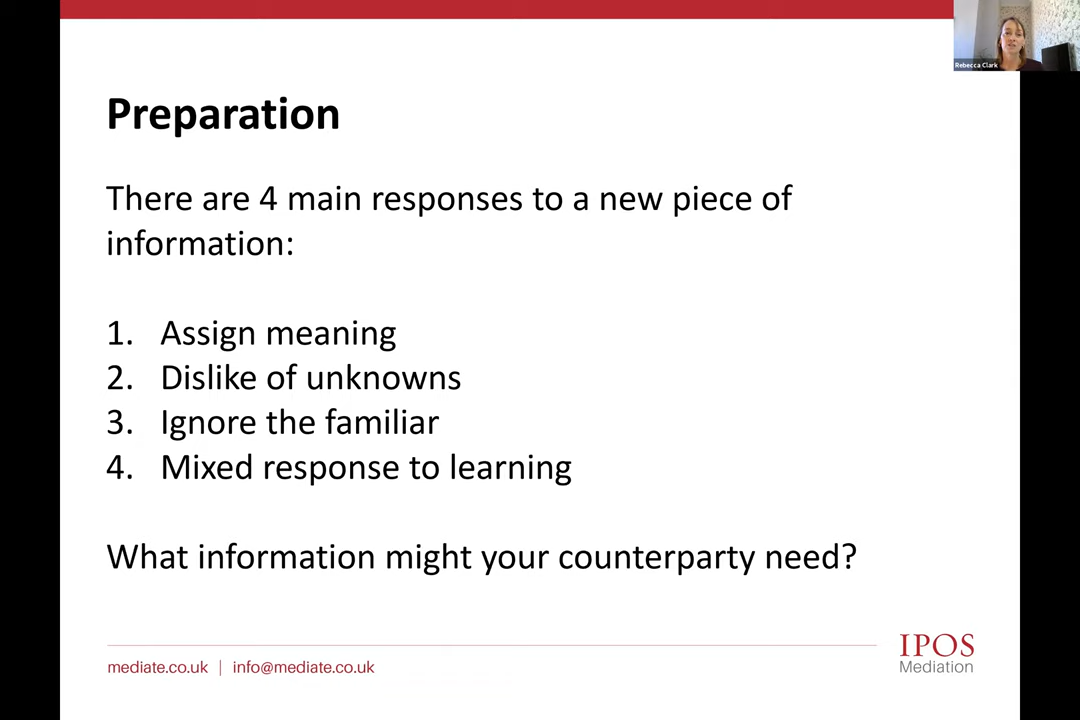 Rebecca Clark
Preparation
There are 4 main responses to a new piece of
information:
1. Assign meaning
2. Dislike of unknowns
3. Ignore the familiar
4. Mixed response to learning
What information might your counterparty need?
mediate.co.uk | info@mediate.co.uk
IPOS
Mediation